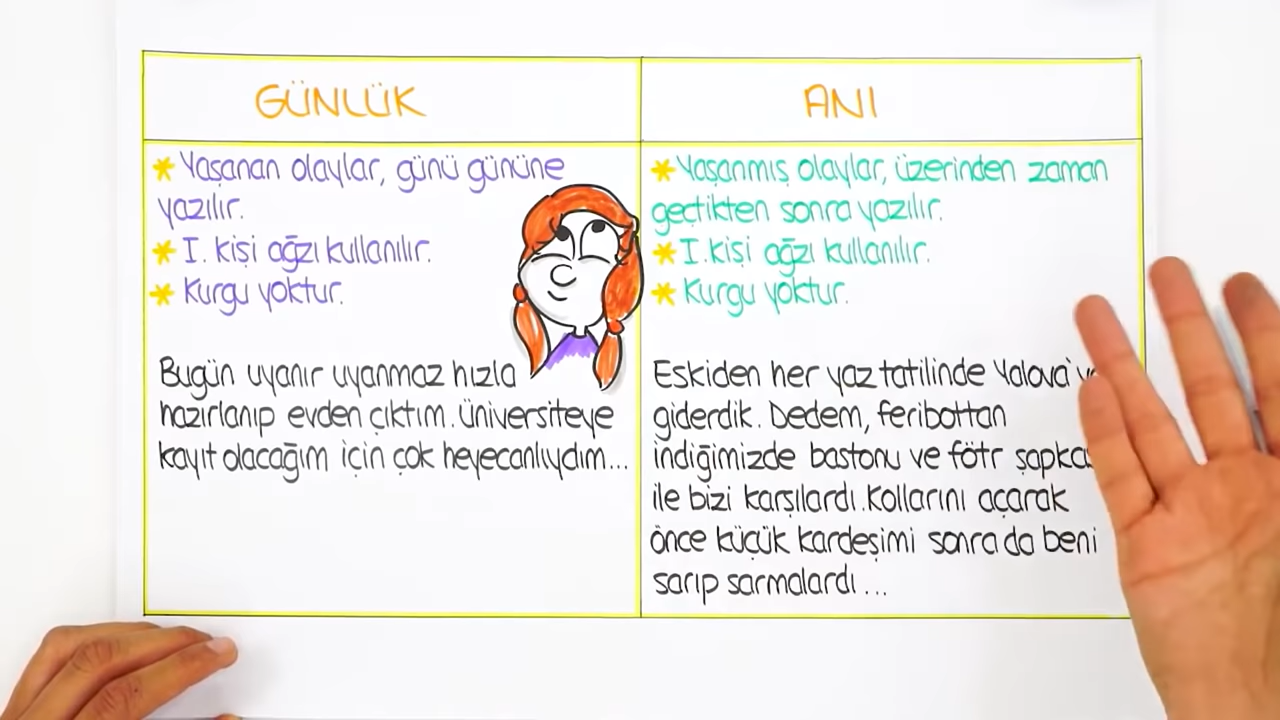 GÜNLÜK
* Yaşanan olaylar, günü gününe
yazılır.
* I. kişi ağzı kullanılır.
* Kurgu yoktur.
Bugün uyanır uyanmaz hızla
hazırlanıp evden çıktım. Üniversiteye
kayıt olacağım için çok heyecanlıydım...
ANI
* Yaşanmış olaylar, üzerinden zaman
geçtikten sonra yazılır.
* I. kişi ağzı kullanılır.
* Kurgu yoktur.
Eskiden her yaz tatilinde
giderdik. Dedem, feribottan
indiğimizde bastonu ve fötr
ile bizi karşılardı. Kollarını açarak
önce küçük kardeşimi sonra da beni
sarıp sarmalardı...